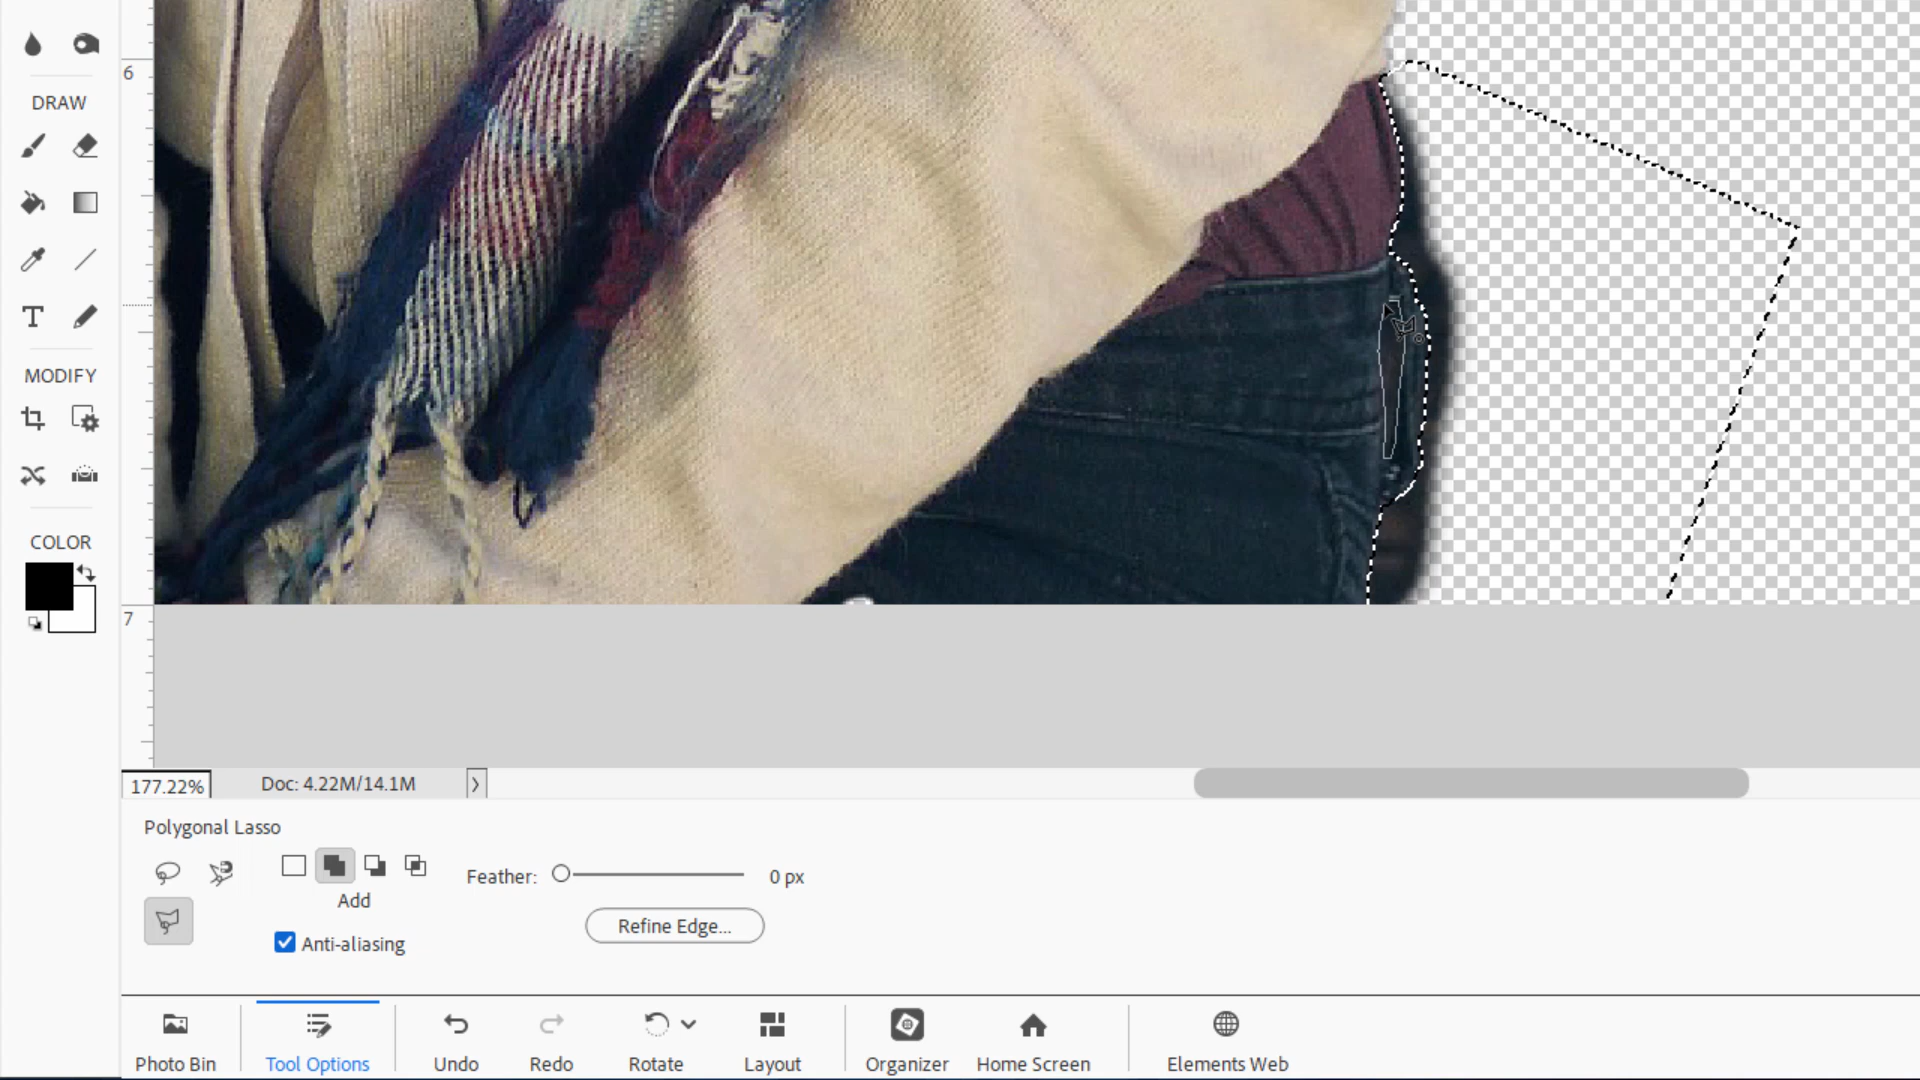 6
DRAW
T
MODIFY
COLOR
7
177.22%
Doc: 4.22M/14.1M
Polygonal Lasso
Add
Feather:
0 px
Refine Edge...
Anti-aliasing
Photo Bin
Tool Options
Undo
Redo
Rotate
Layout
Organizer
Home Screen
Elements Web